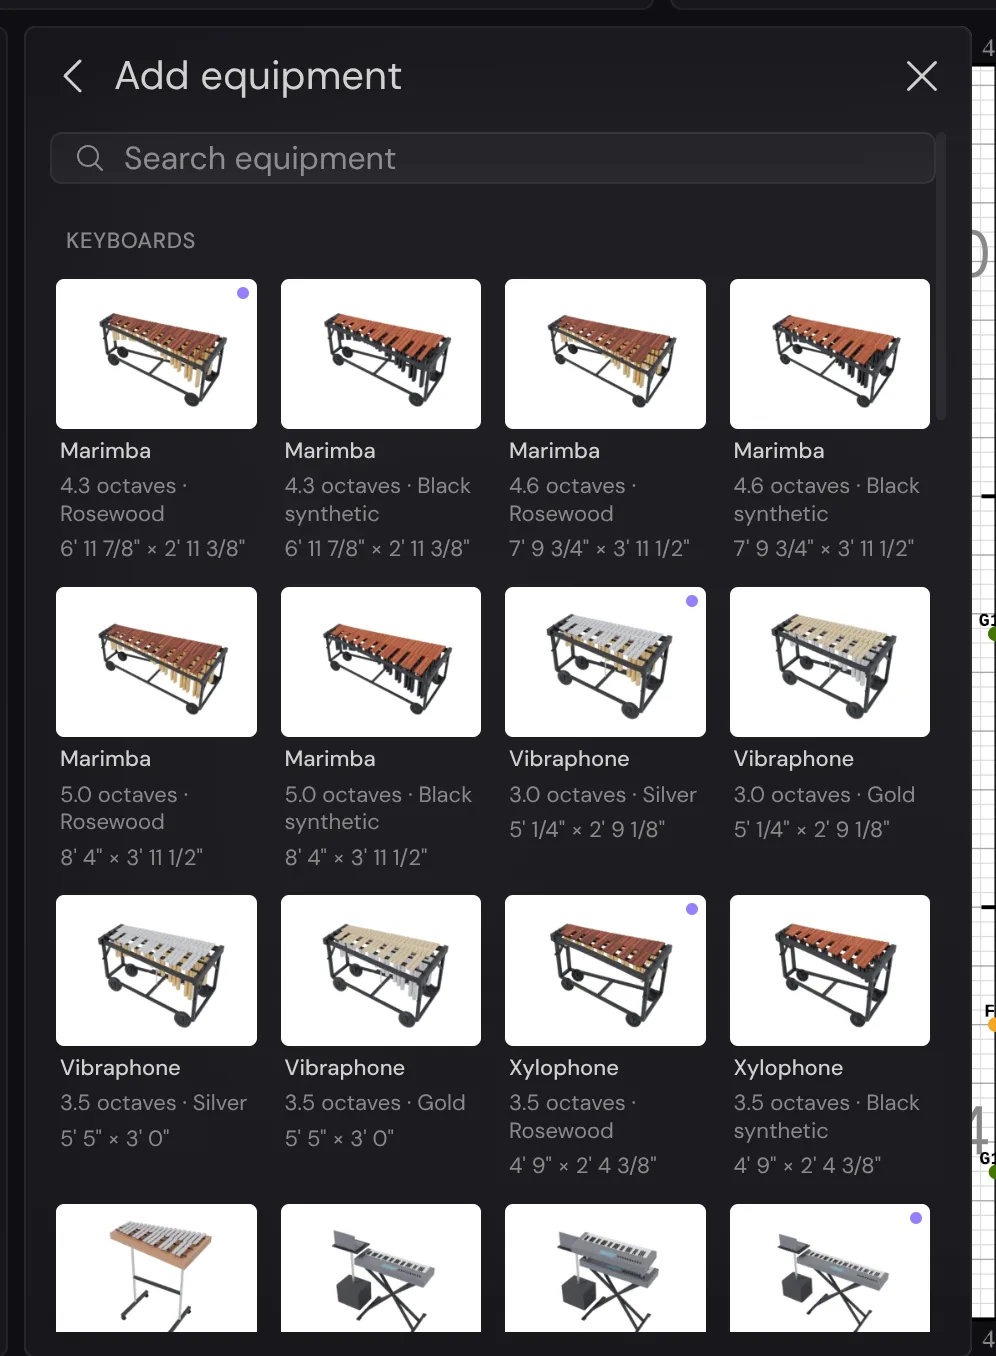 Add equipment
Search equipment
KEYBOARDS
Marimba
4.3 octaves ·
Rosewood
6' 11 7/8" × 2' 11 3/8"
Marimba
4.3 octaves · Black
synthetic
6' 11 7/8" × 2' 11 3/8"
Marimba
4.6 octaves ·
Rosewood
7' 9 3/4" × 3' 11 1/2"
Marimba
4.6 octaves · Black
synthetic
7' 9 3/4" × 3' 11 1/2"
Marimba
5.0 octaves ·
Rosewood
8' 4" × 3' 11 1/2"
Marimba
5.0 octaves · Black
synthetic
8' 4" × 3' 11 1/2"
Vibraphone
3.0 octaves · Silver
5' 1/4" × 2' 9 1/8"
Vibraphone
3.0 octaves · Gold
5' 1/4" × 2' 9 1/8"
Vibraphone
3.5 octaves · Silver
5' 5" × 3' 0"
Vibraphone
3.5 octaves · Gold
5' 5" × 3' 0"
Xylophone
3.5 octaves ·
Rosewood
4' 9" × 2' 4 3/8"
Xylophone
3.5 octaves · Black
synthetic
4' 9" × 2' 4 3/8"